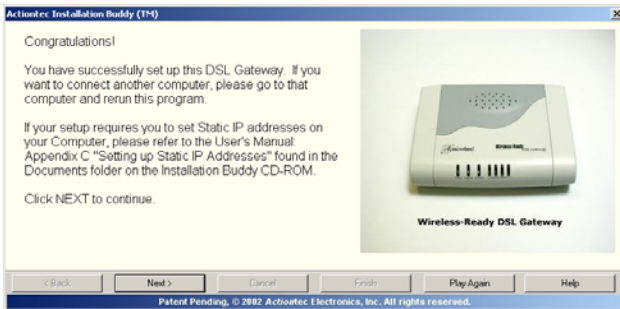 Actiontec Installation Buddy (TM)
Congratulations!
You have successfully set up this DSL Gateway. If you
want to connect another computer, please go to that
computer and rerun this program.
If your setup requires you to set Static IP addresses on
your Computer, please refer to the User's Manual:
Appendix C "Setting up Static IP Addresses" found in the
Documents folder on the Installation Buddy CD-ROM.
Click NEXT to continue.
Wireless-Ready DSL Gateway
< Back
Next >
Cancel
Finish
Play Again
Help
Patent Pending, © 2002 Actiontec Electronics, Inc. All rights reserved.